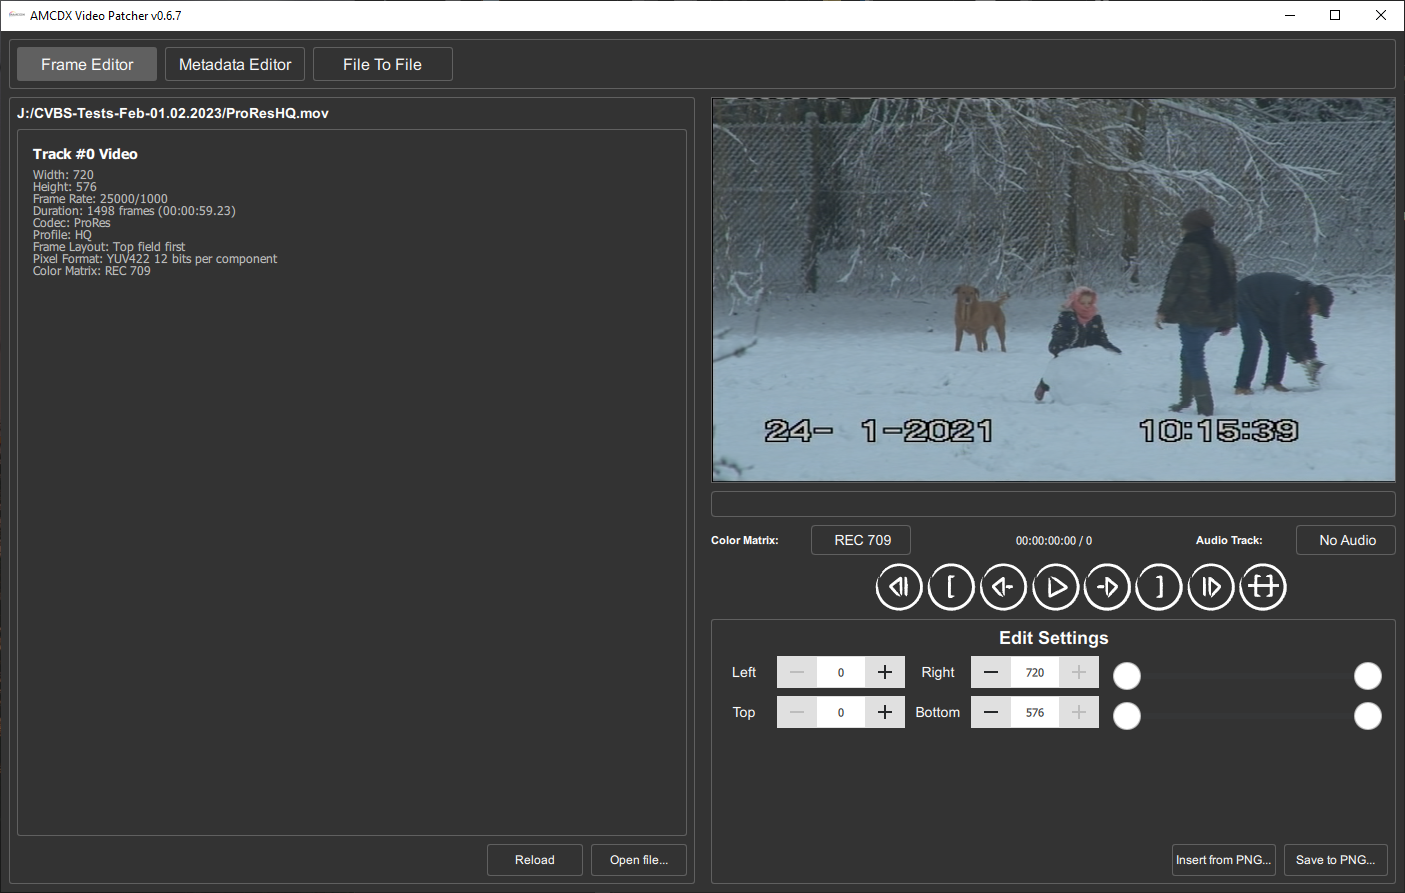 AMCDX Video Patcher v0.6.7
Frame Editor
Metadata Editor
File To File
J:/CVBS-Tests-Feb-01.02.2023/ProResHQ.mov
Track #0 Video
Width: 720
Height: 576
Frame Rate: 25000/1000
Duration: 1498 frames (00:00:59.23)
Codec: ProRes
Profile: HQ
Frame Layout: Top field first
Pixel Format: YUV422 12 bits per component
Color Matrix: REC 709
Reload
Open file...
24- 1-2021
10:15:39
Color Matrix:
REC 709
00:00:00:00 / 0
Audio Track:
No Audio
Edit Settings
Left
0
Right
720
Top
0
Bottom
576
Insert from PNG...
Save to PNG...